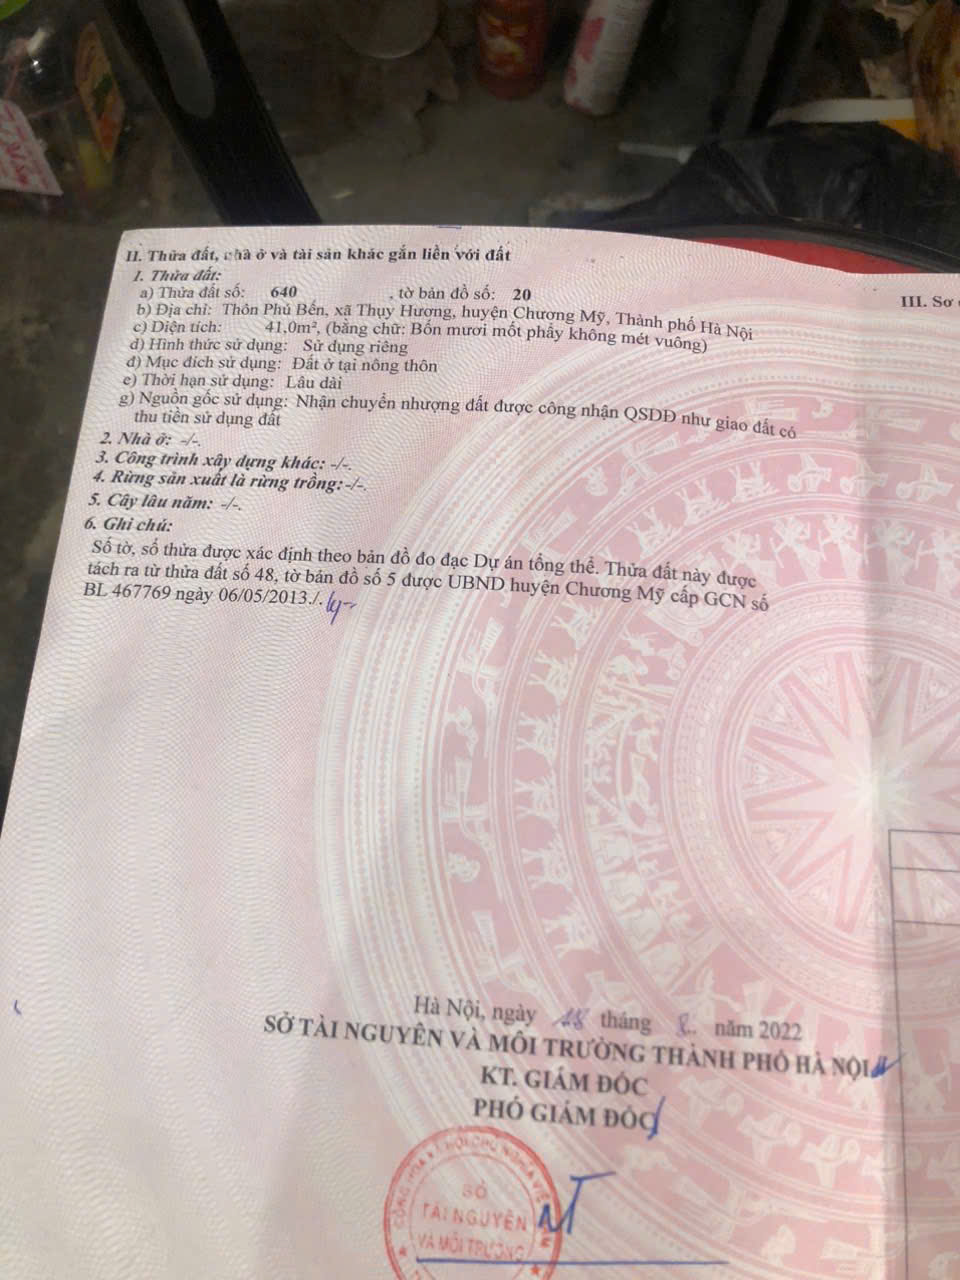 II. Thửa đất, nhà ở và tài sản khác gắn liền với đất
1. Thửa đất:
a) Thửa đất số: 640 , tờ bản đồ số: 20
b) Địa chỉ: Thôn Phú Bến, xã Thụy Hương, huyện Chương Mỹ, Thành phố Hà Nội
c) Diện tích: 41,0m², (bằng chữ: Bốn mươi mốt phẩy không mét vuông)
d) Hình thức sử dụng: Sử dụng riêng
đ) Mục đích sử dụng: Đất ở tại nông thôn
e) Thời hạn sử dụng: Lâu dài
g) Nguồn gốc sử dụng: Nhận chuyển nhượng đất được công nhận QSDĐ như giao đất có
thu tiền sử dụng đất
2. Nhà ở: -/-.
3. Công trình xây dựng khác: -/-.
4. Rừng sản xuất là rừng trồng: -/-.
5. Cây lâu năm: -/-.
6. Ghi chú:
Số tờ, số thửa được xác định theo bản đồ đo đạc Dự án tổng thể. Thửa đất này được
tách ra từ thửa đất số 48, tờ bản đồ số 5 được UBND huyện Chương Mỹ cấp GCN số
BL 467769 ngày 06/05/2013./.
III. Sơ
Hà Nội, ngày 18 tháng 8.. năm 2022
SỞ TÀI NGUYÊN VÀ MÔI TRƯỜNG THÀNH PHỐ HÀ NỘI
KT. GIÁM ĐỐC
PHÓ GIÁM ĐỐC
SỞ
TÀI NGUYÊN
VÀ MÔI TRƯỜNG